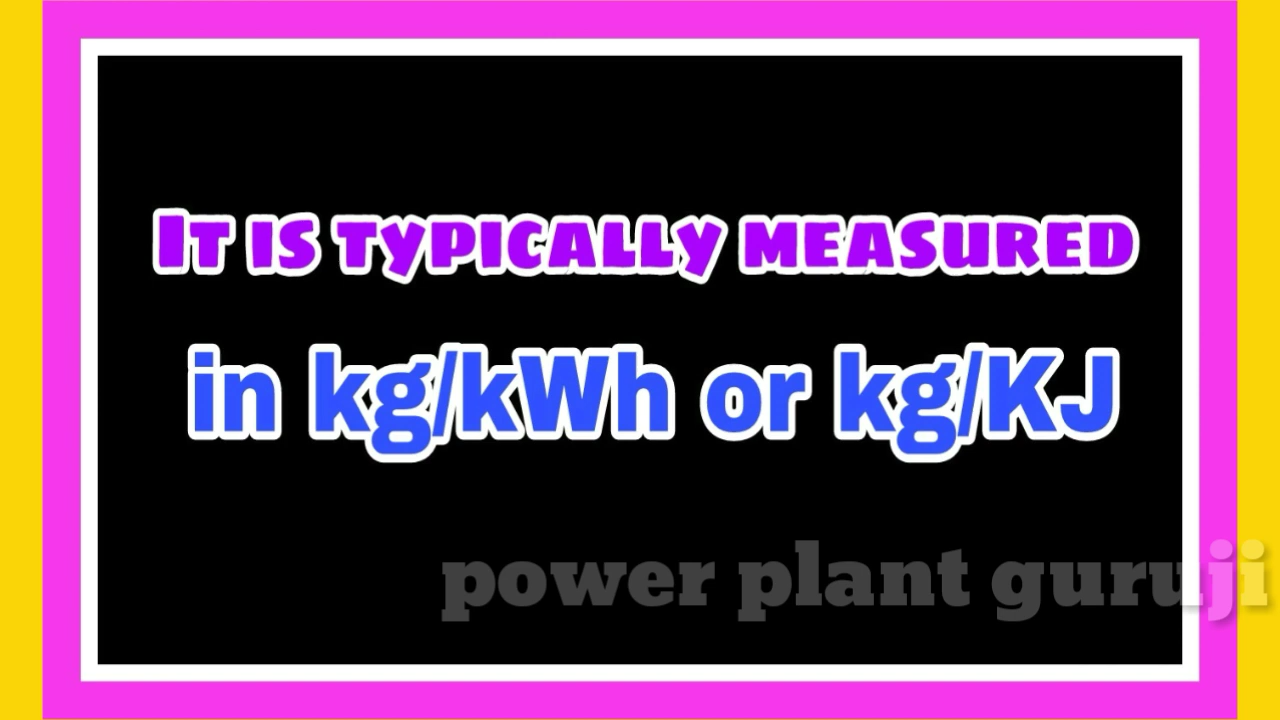 It is typically measured
in kg/kWh or kg/KJ
power plant guruji